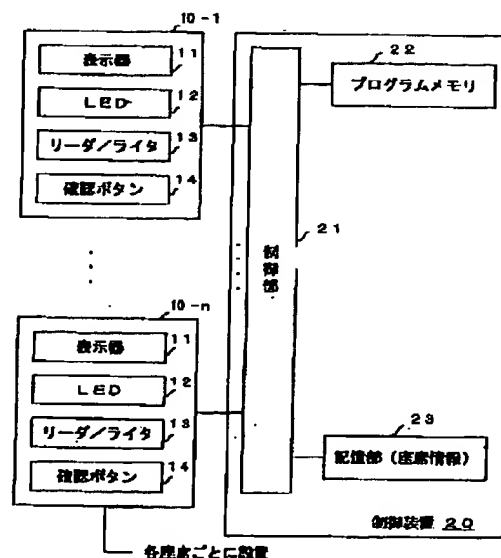 10-1
表示器
11
LED
12
リーダ/ライタ
13
確認ボタン
14
10-n
表示器
11
LED
12
リーダ/ライタ
13
確認ボタン
14
各座席ごとに設置
制御部
21
22
プログラムメモリ
23
記憶部(座席情報)
制御装置 20